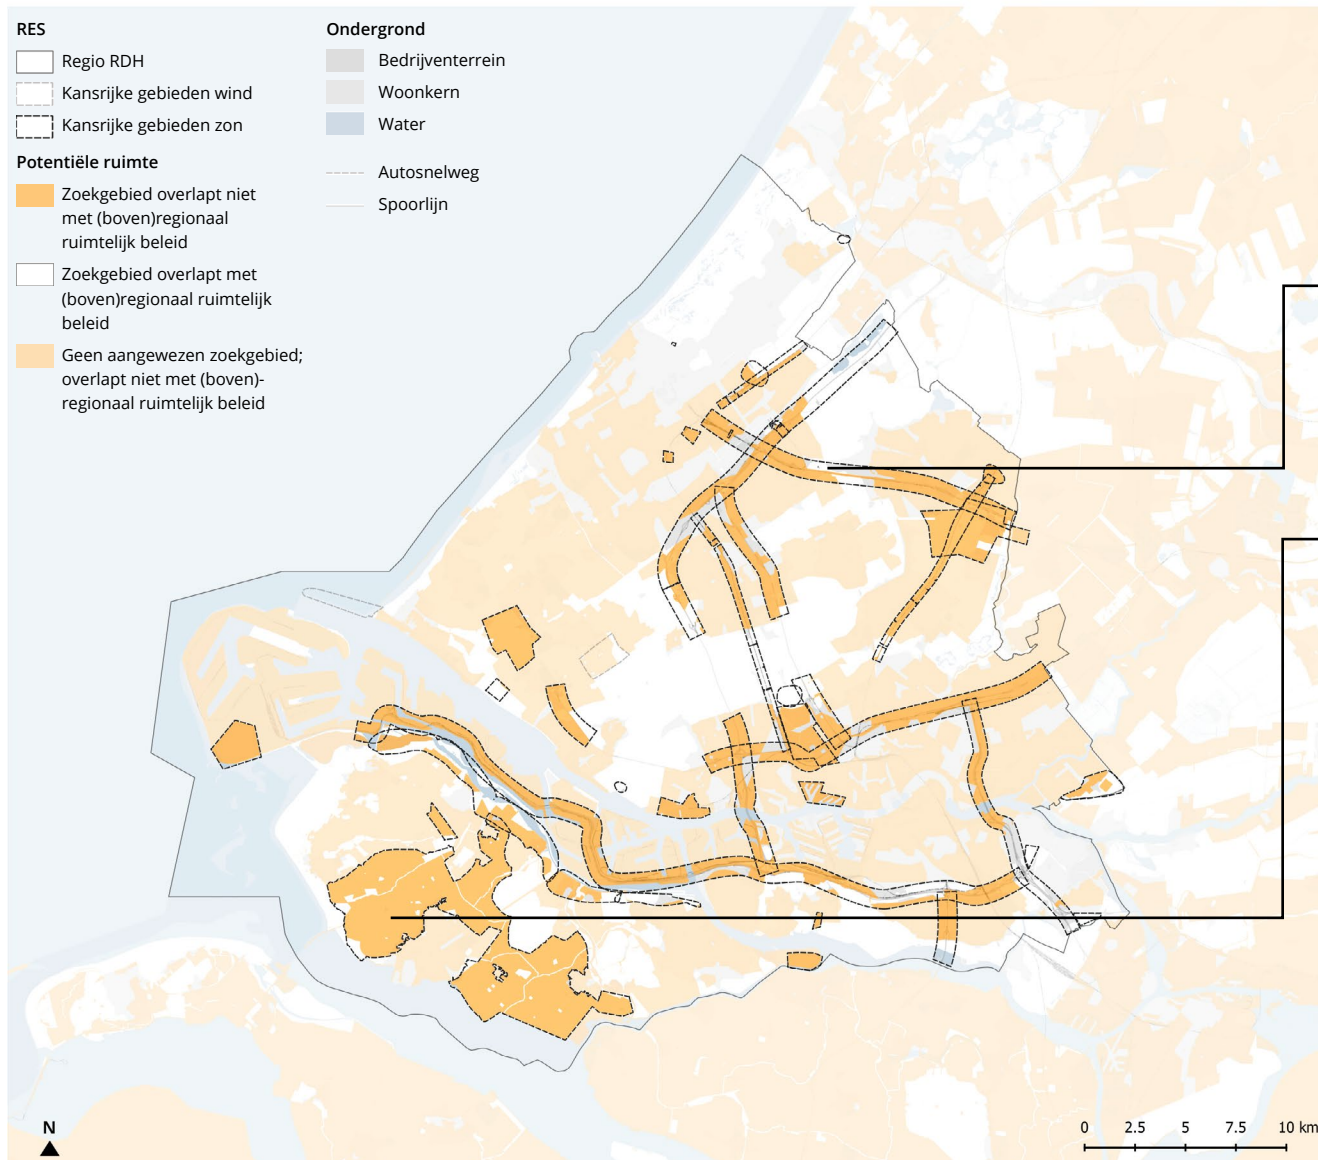 RES
Regio RDH
Kansrijke gebieden wind
Kansrijke gebieden zon
Potentiële ruimte
Zoekgebied overlapt niet
met (boven)regionaal
ruimtelijk beleid
Zoekgebied overlapt met
(boven)regionaal ruimtelijk
beleid
Geen aangewezen zoekgebied;
overlapt niet met (boven)-
regionaal ruimtelijk beleid
Ondergrond
Bedrijventerrein
Woonkern
Water
Autosnelweg
Spoorlijn
N
0 2.5 5 7.5 10 km